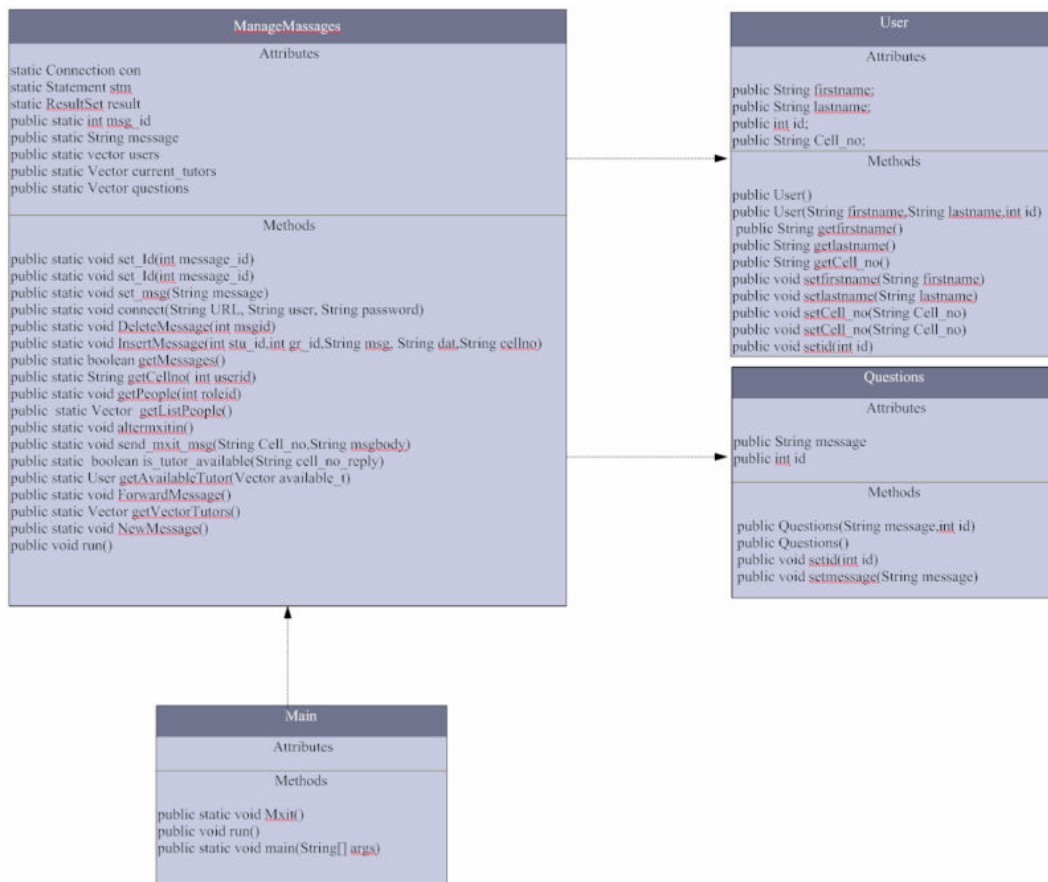 ManageMassages
Attributes
static Connection con
static Statement stm
static ResultSet result
public static int msg_id
public static String message
public static vector users
public static Vector current_tutors
public static Vector questions
Methods
public static void set_Id(int message_id)
public static void set_Id(int message_id)
public static void set_msg(String message)
public static void connect(String URL, String user, String password)
public static void DeleteMessage(int msgid)
public static void InsertMessage(int stu_id,int gr_id,String msg, String dat,String cellno)
public static boolean getMessages()
public static String getCellno( int userid)
public static void getPeople(int roleid)
public static Vector getListPeople()
public static void altermxitin()
public static void send_mxit_msg(String Cell_no,String msgbody)
public static boolean is_tutor_available(String cell_no_reply)
public static User getAvailableTutor(Vector available_t)
public static void ForwardMessage()
public static Vector getVectorTutors()
public static void NewMessage()
public void run()
User
Attributes
public String firstname;
public String lastname;
public int id;
public String Cell_no;
Methods
public User()
public User(String firstname,String lastname,int id)
public String getfirstname()
public String getlastname()
public String getCell_no()
public void setfirstname(String firstname)
public void setlastname(String lastname)
public void setCell_no(String Cell_no)
public void setCell_no(String Cell_no)
public void setid(int id)
Questions
Attributes
public String message
public int id
Methods
public Questions(String message,int id)
public Questions()
public void setid(int id)
public void setmessage(String message)
Main
Attributes
Methods
public static void Mxit()
public void run()
public static void main(String[] args)